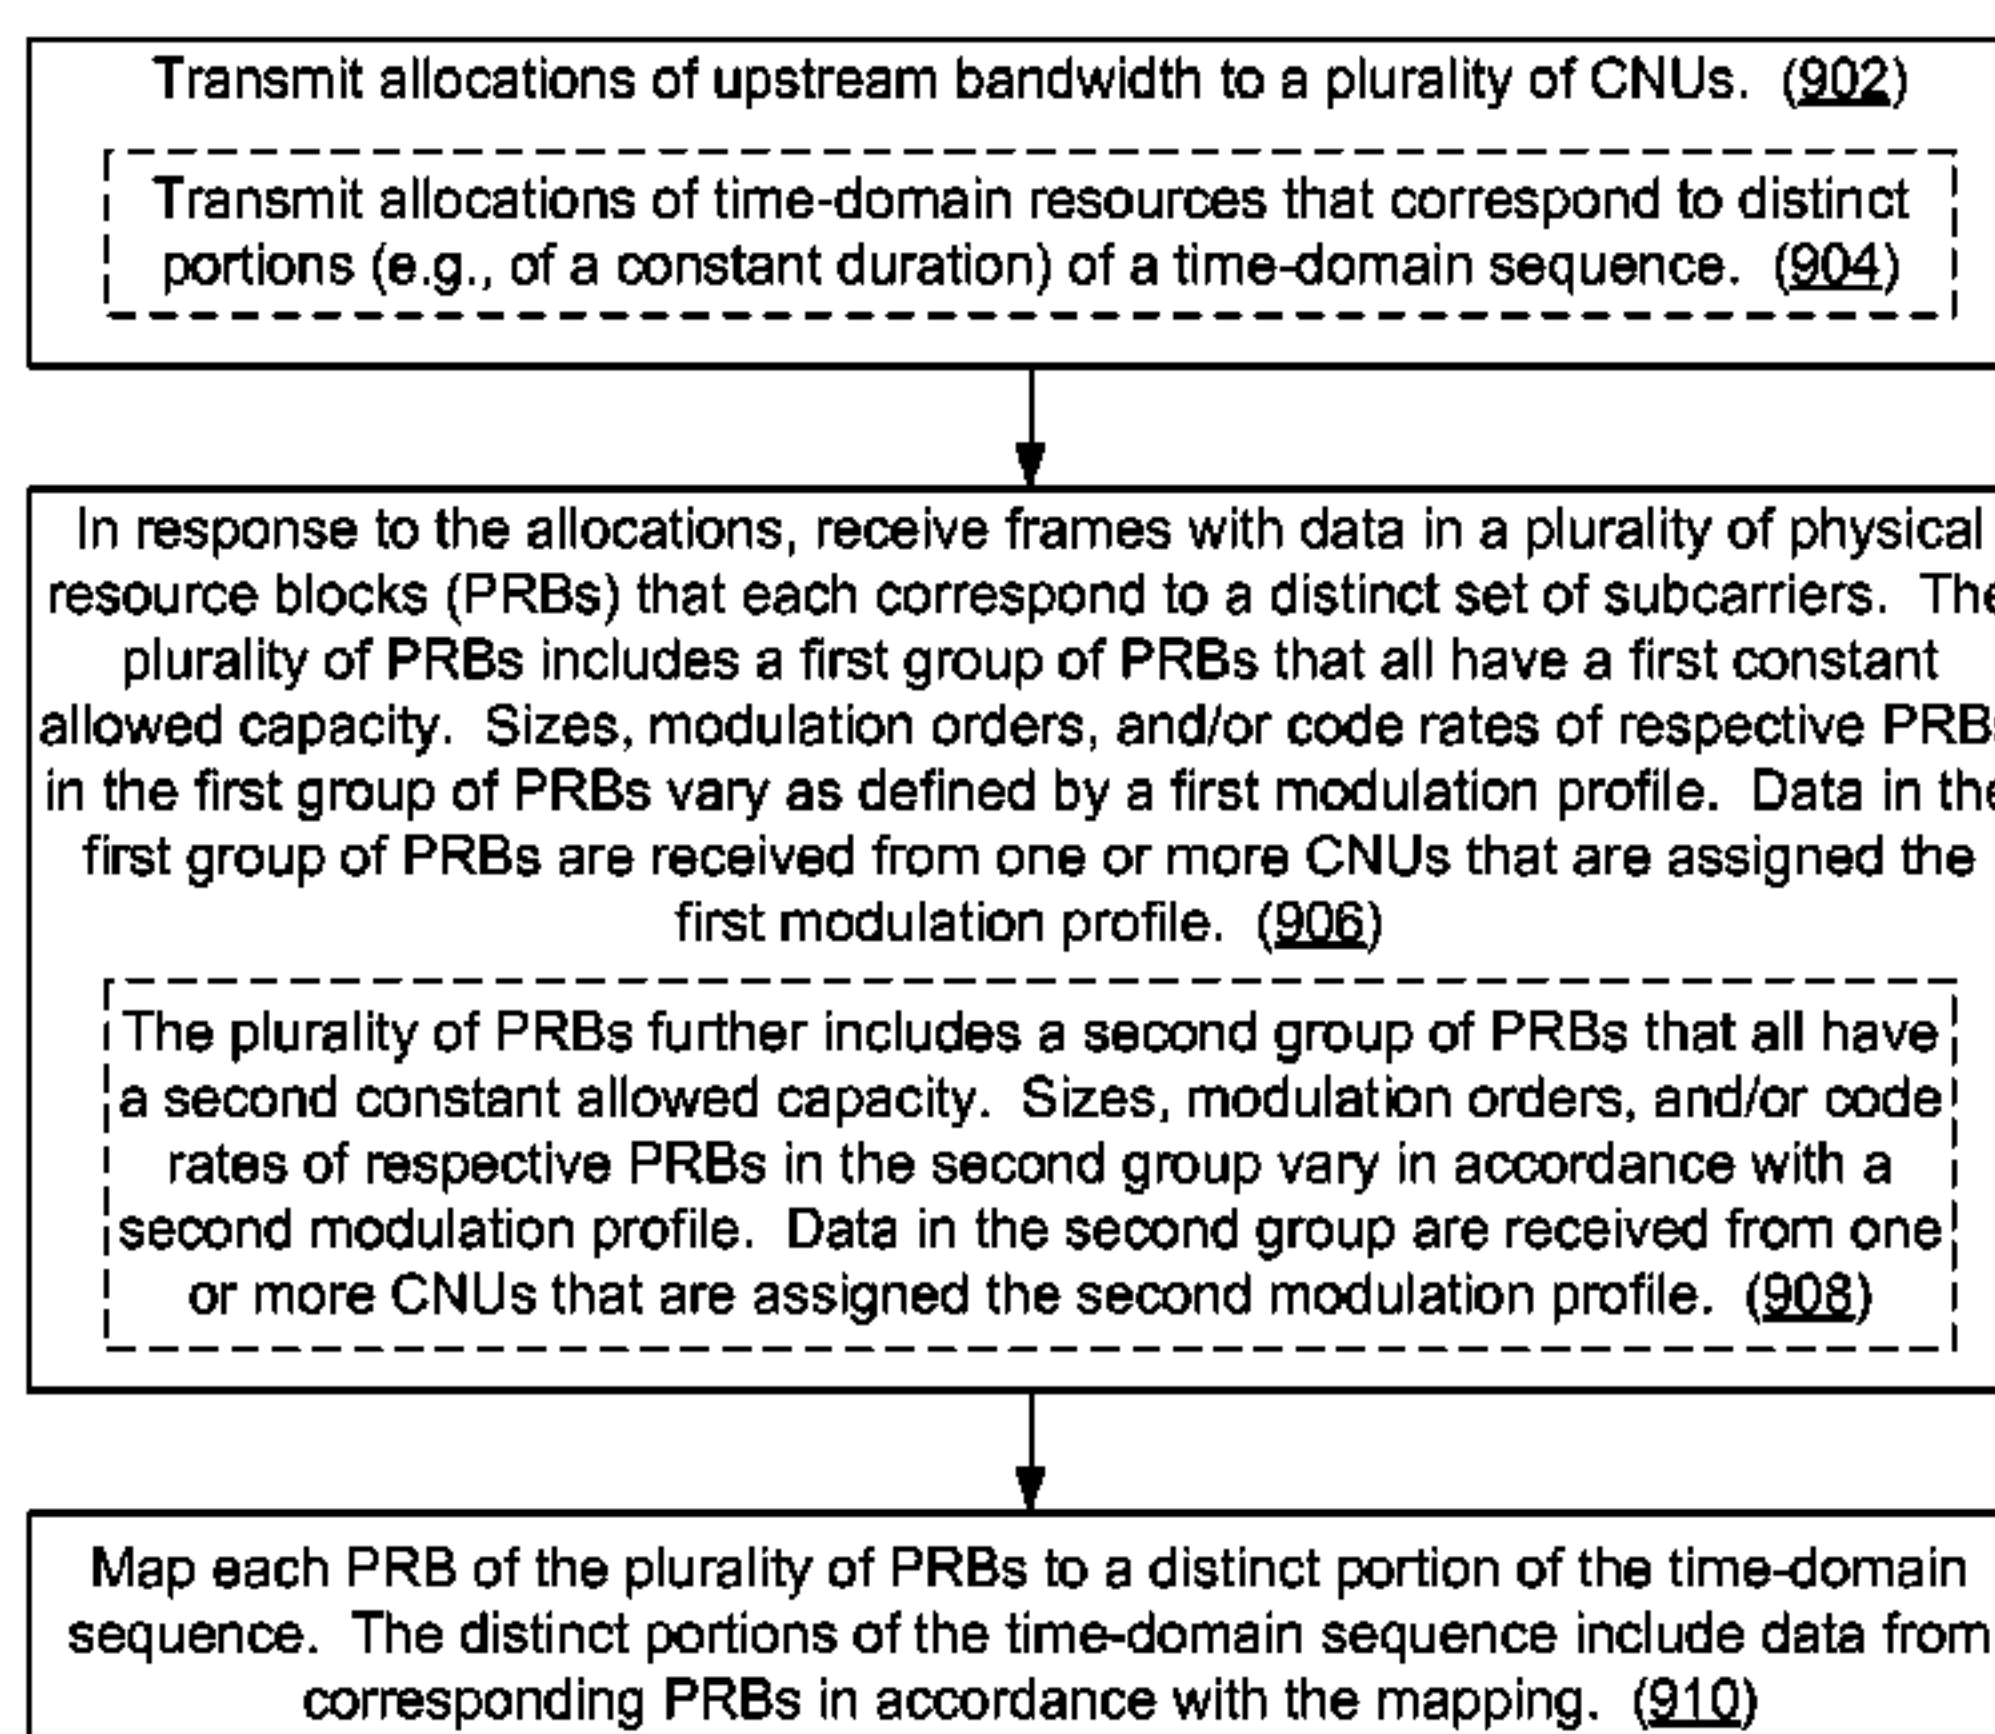 Transmit allocations of upstream bandwidth to a plurality of CNUs. (902)
Transmit allocations of time-domain resources that correspond to distinct
portions (e.g., of a constant duration) of a time-domain sequence. (904)
In response to the allocations, receive frames with data in a plurality of physical
resource blocks (PRBs) that each correspond to a distinct set of subcarriers. The
plurality of PRBs includes a first group of PRBs that all have a first constant
allowed capacity. Sizes, modulation orders, and/or code rates of respective PRBs
in the first group of PRBs vary as defined by a first modulation profile. Data in the
first group of PRBs are received from one or more CNUs that are assigned the
first modulation profile. (906)
The plurality of PRBs further includes a second group of PRBs that all have
a second constant allowed capacity. Sizes, modulation orders, and/or code
rates of respective PRBs in the second group vary in accordance with a
second modulation profile. Data in the second group are received from one
or more CNUs that are assigned the second modulation profile. (908)
Map each PRB of the plurality of PRBs to a distinct portion of the time-domain
sequence. The distinct portions of the time-domain sequence include data from
corresponding PRBs in accordance with the mapping. (910)